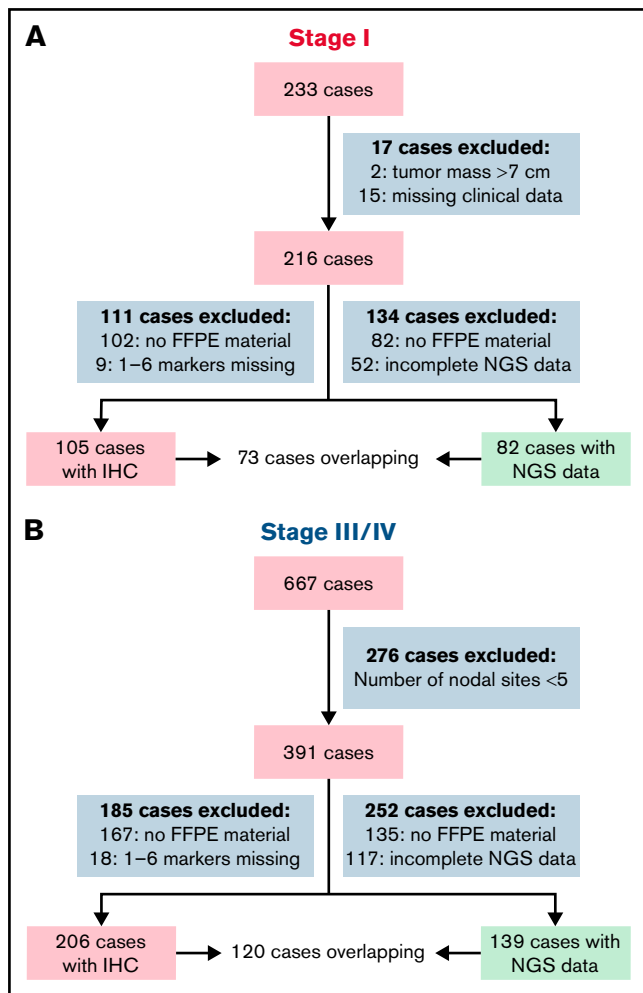 A
Stage I
233 cases
17 cases excluded:
2: tumor mass >7 cm
15: missing clinical data
216 cases
111 cases excluded:
102: no FFPE material
9: 1–6 markers missing
134 cases excluded:
82: no FFPE material
52: incomplete NGS data
105 cases
with IHC
73 cases overlapping
82 cases with
NGS data
B
Stage III/IV
667 cases
276 cases excluded:
Number of nodal sites <5
391 cases
185 cases excluded:
167: no FFPE material
18: 1–6 markers missing
252 cases excluded:
135: no FFPE material
117: incomplete NGS data
206 cases
with IHC
120 cases overlapping
139 cases with
NGS data